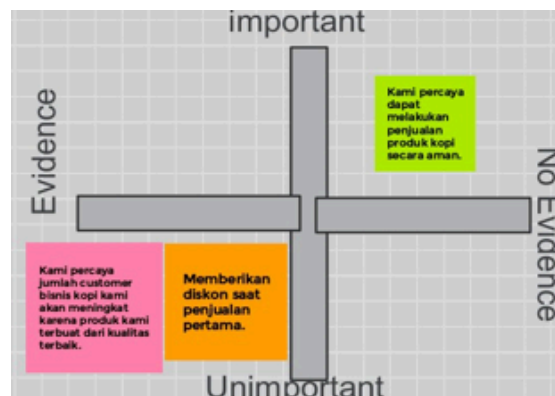 important
Kami percaya
dapat
melakukan
penjualan
produk kopi
secara aman.
Evidence
No Evidence
Kami percaya
jumlah customer
bisnis kopi kami
akan meningkat
karena produk kami
terbuat dari kualitas
terbaik.
Memberikan
diskon saat
penjualan
pertama.
Unimportant